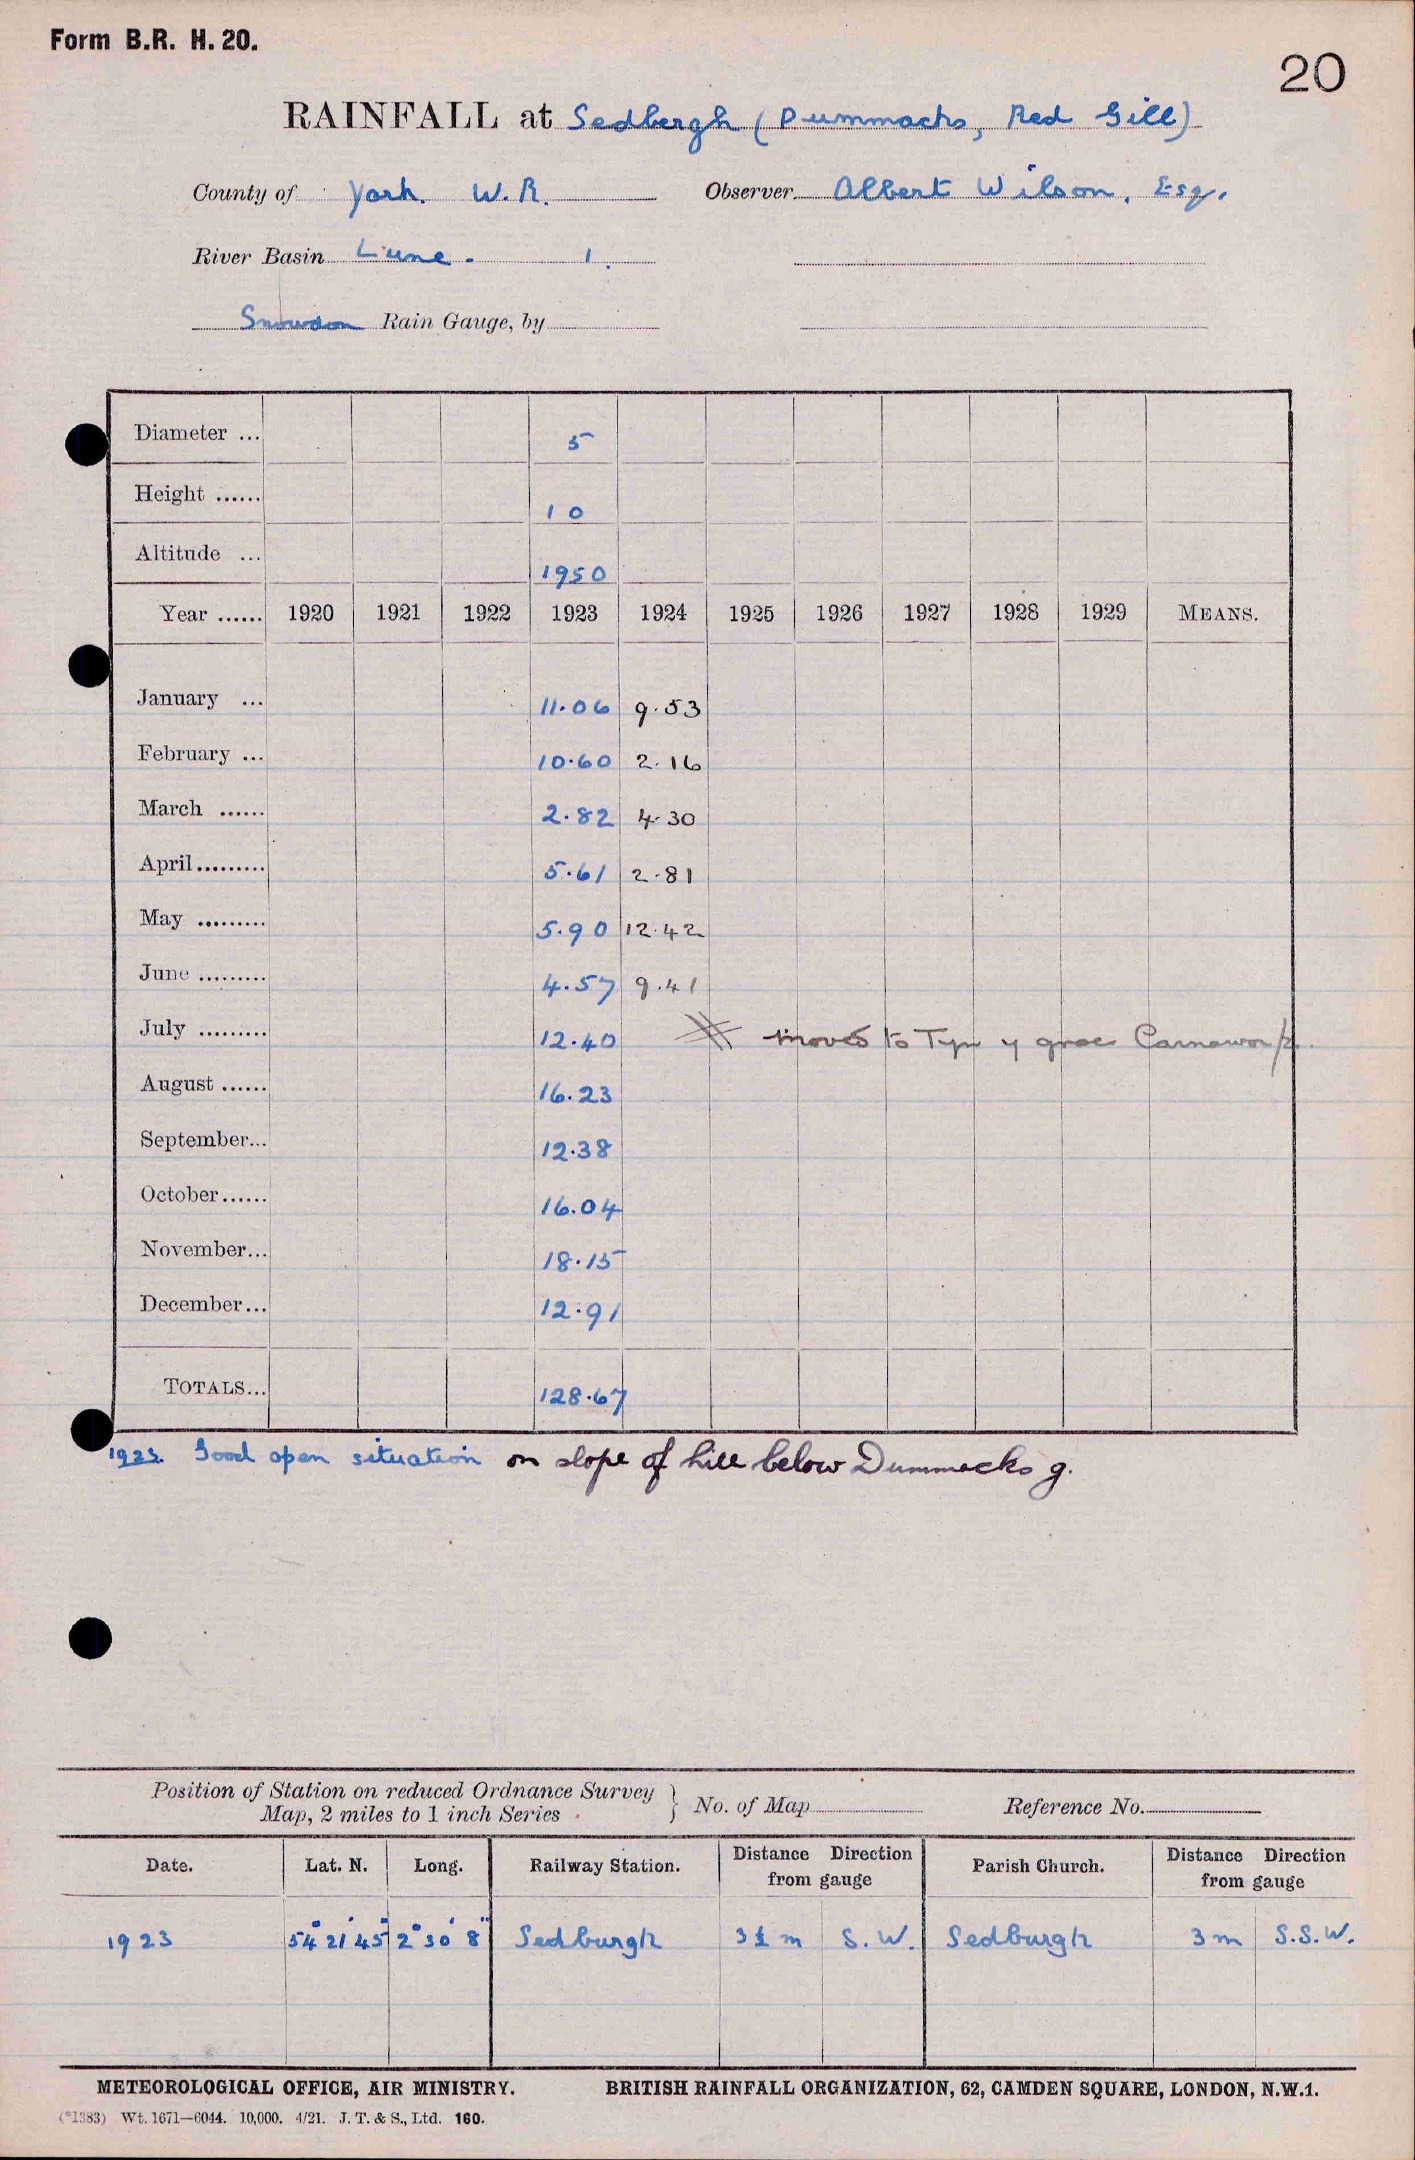 Form B.R. H. 20.
20
RAINFALL at Sedbergh (Dummacks, Red Gill)
County of York. W.R. Observer Albert Wilson, Esq.
River Basin Lune. 1.
Snowdon Rain Gauge, by
Diameter ... 5
Height ...... 10
Altitude ... 1950
Year ...... 1920 1921 1922 1923 1924 1925 1926 1927 1928 1929 MEANS.
January ... 11.06 9.53
February ... 10.60 2.16
March ...... 2.82 4.30
April......... 5.61 2.81
May ......... 5.90 12.42
June ......... 4.57 9.41
July ......... 12.40 moved to Tyn y
August ...... 16.23
September... 12.38
October...... 16.04
November... 18.15
December... 12.91
TOTALS... 128.67
1923. Good open situation on slope of hill below Dummacks g.
Position of Station on reduced Ordnance Survey
Map, 2 miles to 1 inch Series } No. of Map Reference No.
Date. Lat. N. Long. Railway Station. Distance Direction from gauge Parish Church. Distance Direction from gauge
1923 54° 21' 45" 2° 30' 8" Sedburgh 3½ m S.W. Sedburgh 3 m S.S.W.
METEOROLOGICAL OFFICE, AIR MINISTRY. BRITISH RAINFALL ORGANIZATION, 62, CAMDEN SQUARE, LONDON, N.W.1.
(*1383) Wt. 1671—6044. 10,000. 4/21. J. T. & S., Ltd. 160.